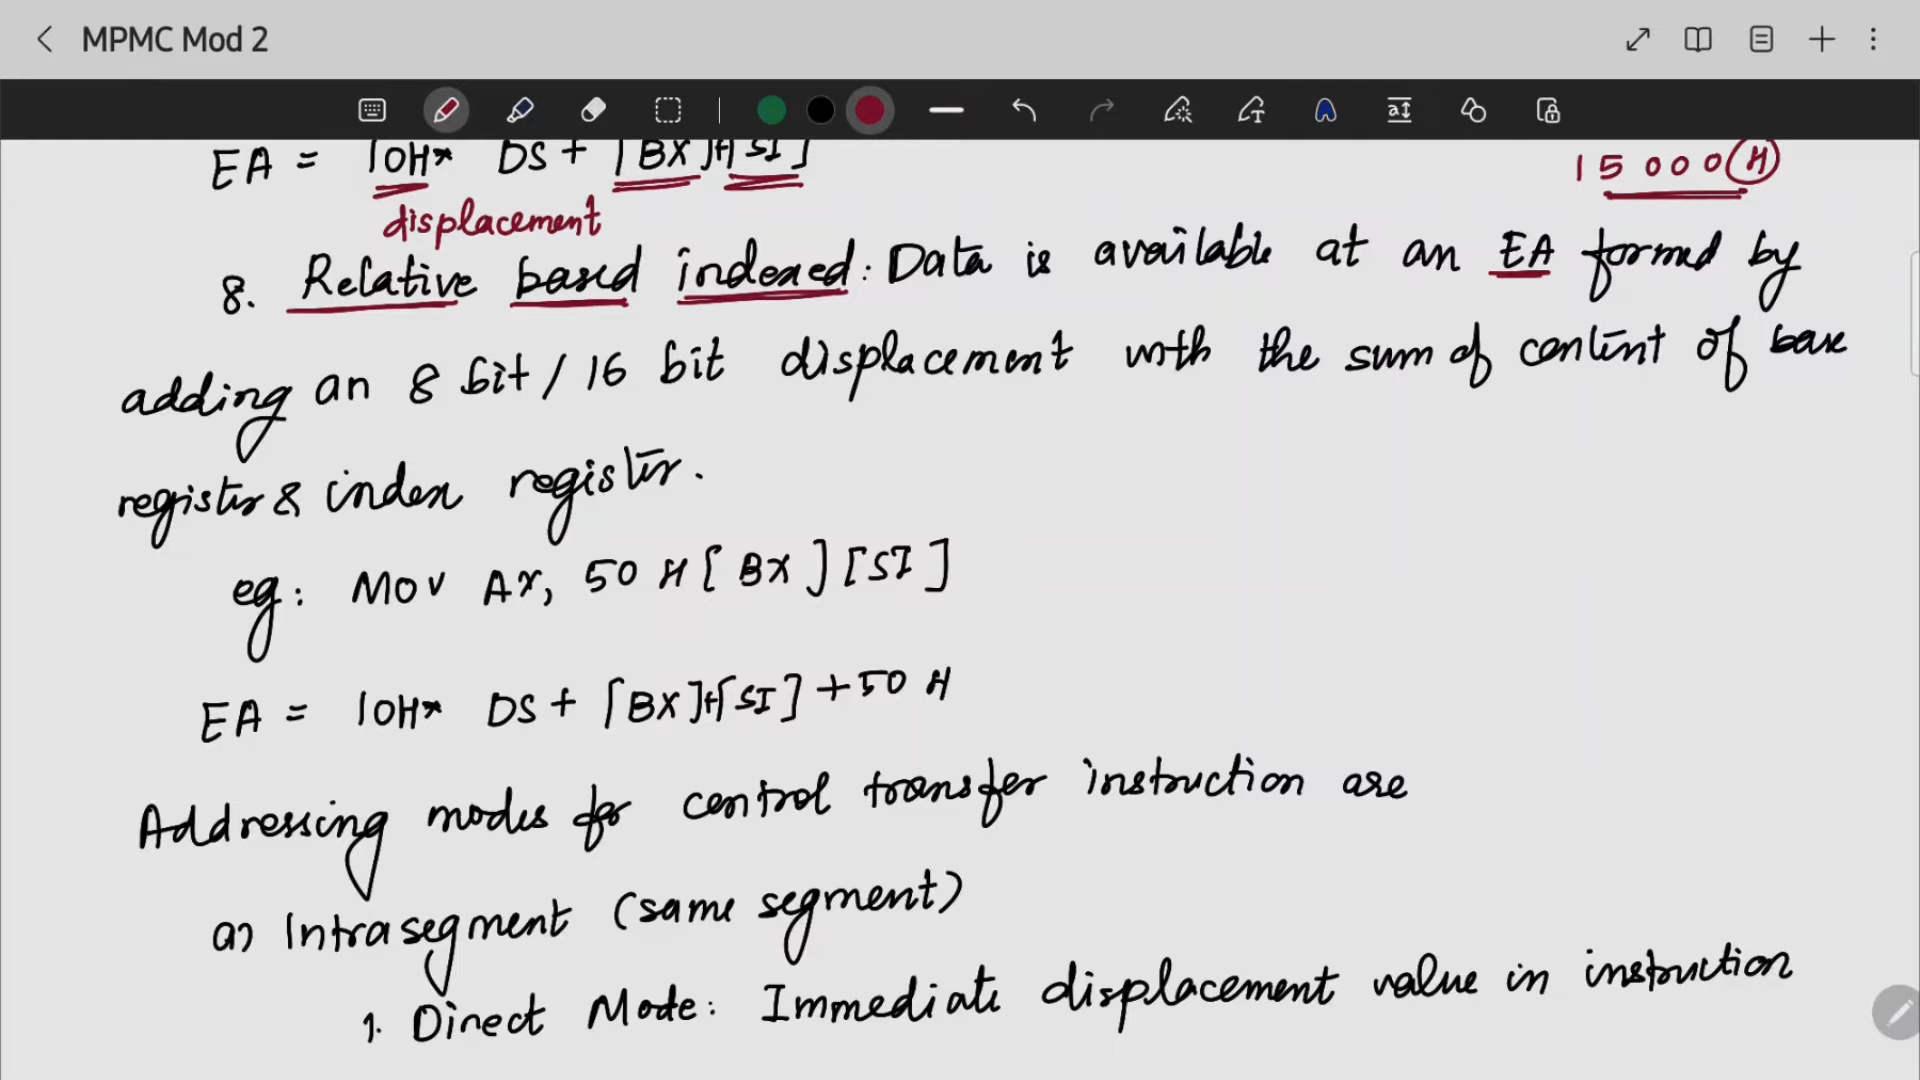 MPMC Mod 2
EA = 10H* DS + [BX]+[SI]
15000H
displacement
8. Relative based indexed: Data is available at an EA formed by
adding an 8 bit / 16 bit displacement with the sum of content of base
register & index register.
eg: MOV AX, 50 H [BX] [SI]
EA = 10H* DS + [BX]+[SI] + 50 H
Addressing modes for control transfer instruction are
a) Intrasegment (same segment)
1. Direct Mode: Immediate displacement value in instruction